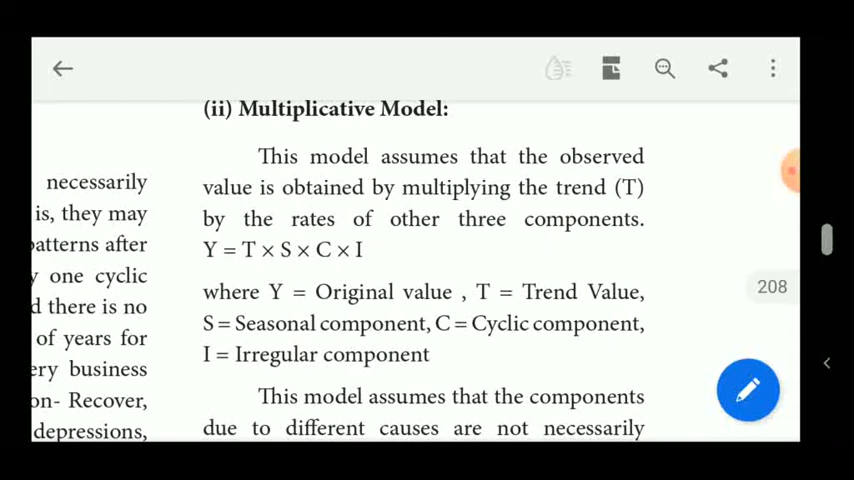 (ii) Multiplicative Model:
This model assumes that the observed
value is obtained by multiplying the trend (T)
by the rates of other three components.
Y = T × S × C × I
where Y = Original value , T = Trend Value,
S = Seasonal component, C = Cyclic component,
I = Irregular component
This model assumes that the components
due to different causes are not necessarily
necessarily
is, they may
patterns after
y one cyclic
d there is no
of years for
ery business
on- Recover,
depressions,
208